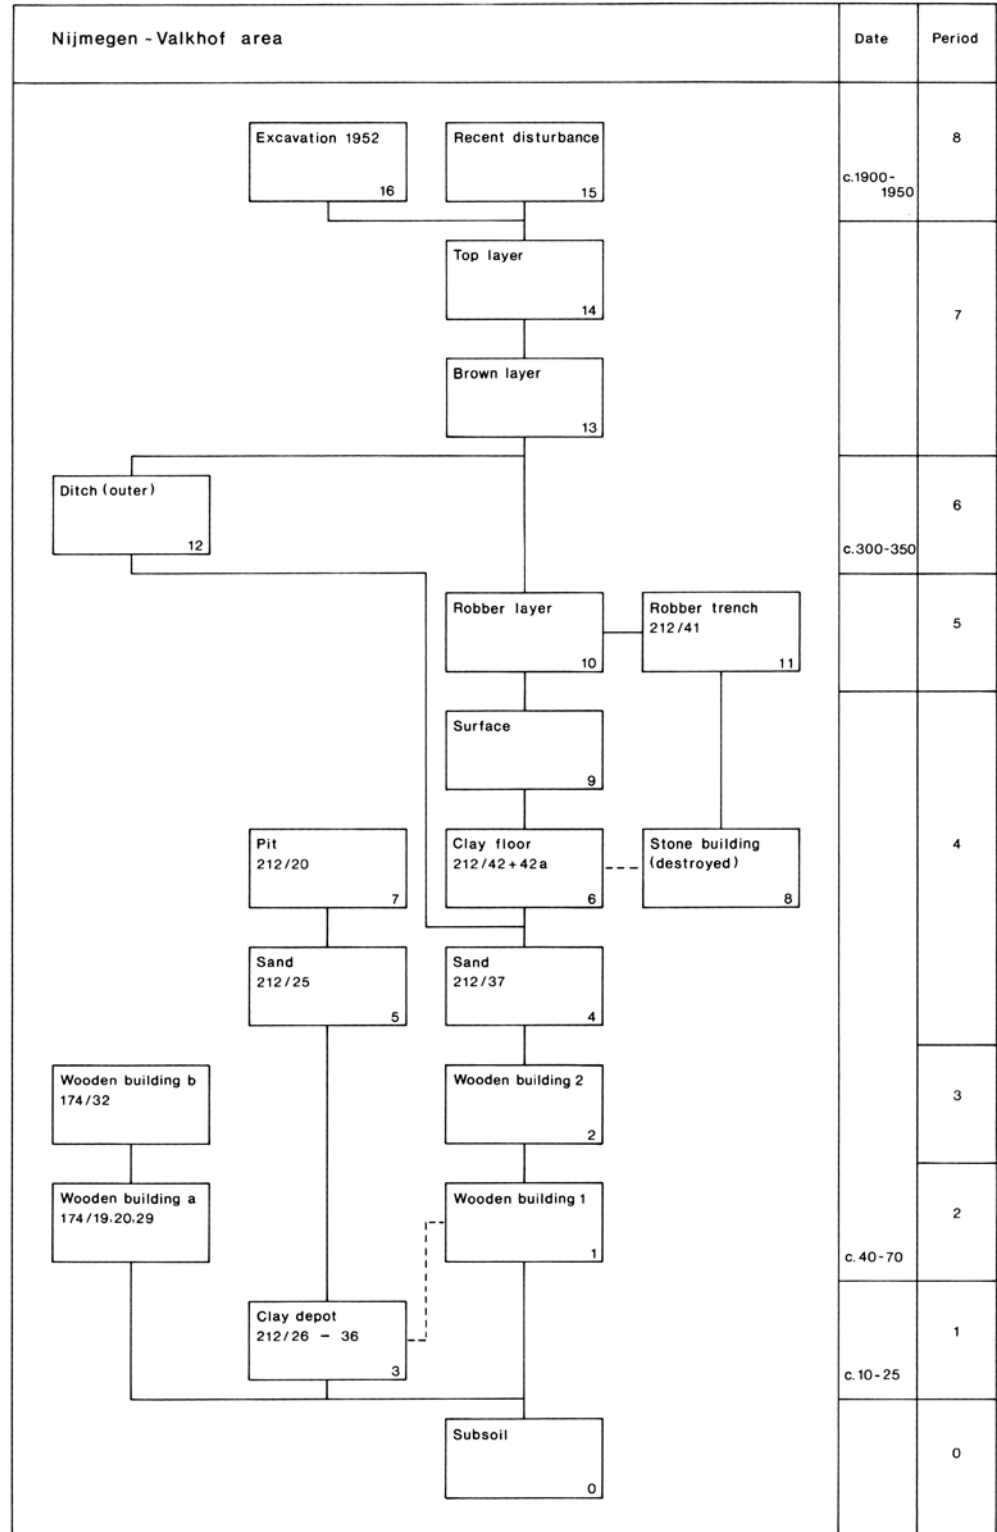 Nijmegen - Valkhof area
Date
Period
Excavation 1952
16
Recent disturbance
15
8
c.1900-
1950
Top layer
14
7
Brown layer
13
Ditch (outer)
12
6
c.300-350
Robber layer
10
Robber trench
212/41
11
5
Surface
9
Pit
212/20
7
Clay floor
212/42+42a
6
Stone building
(destroyed)
8
4
Sand
212/25
5
Sand
212/37
4
Wooden building b
174/32
Wooden building 2
2
3
Wooden building a
174/19.20.29
Wooden building 1
1
2
c.40-70
Clay depot
212/26 - 36
3
1
c.10-25
Subsoil
0
0